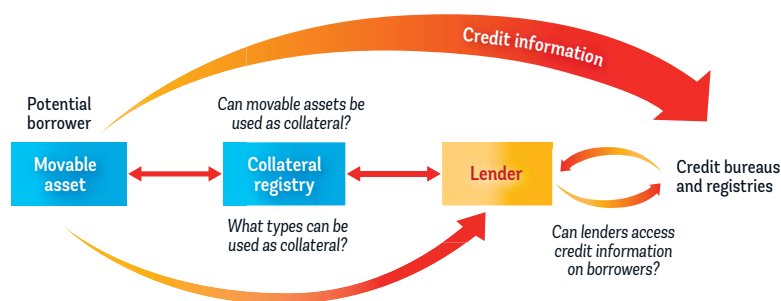 Credit information
Potential
borrower
Can movable assets be
used as collateral?
Movable
asset
Collateral
registry
Lender
Credit bureaus
and registries
What types can be
used as collateral?
Can lenders access
credit information
on borrowers?